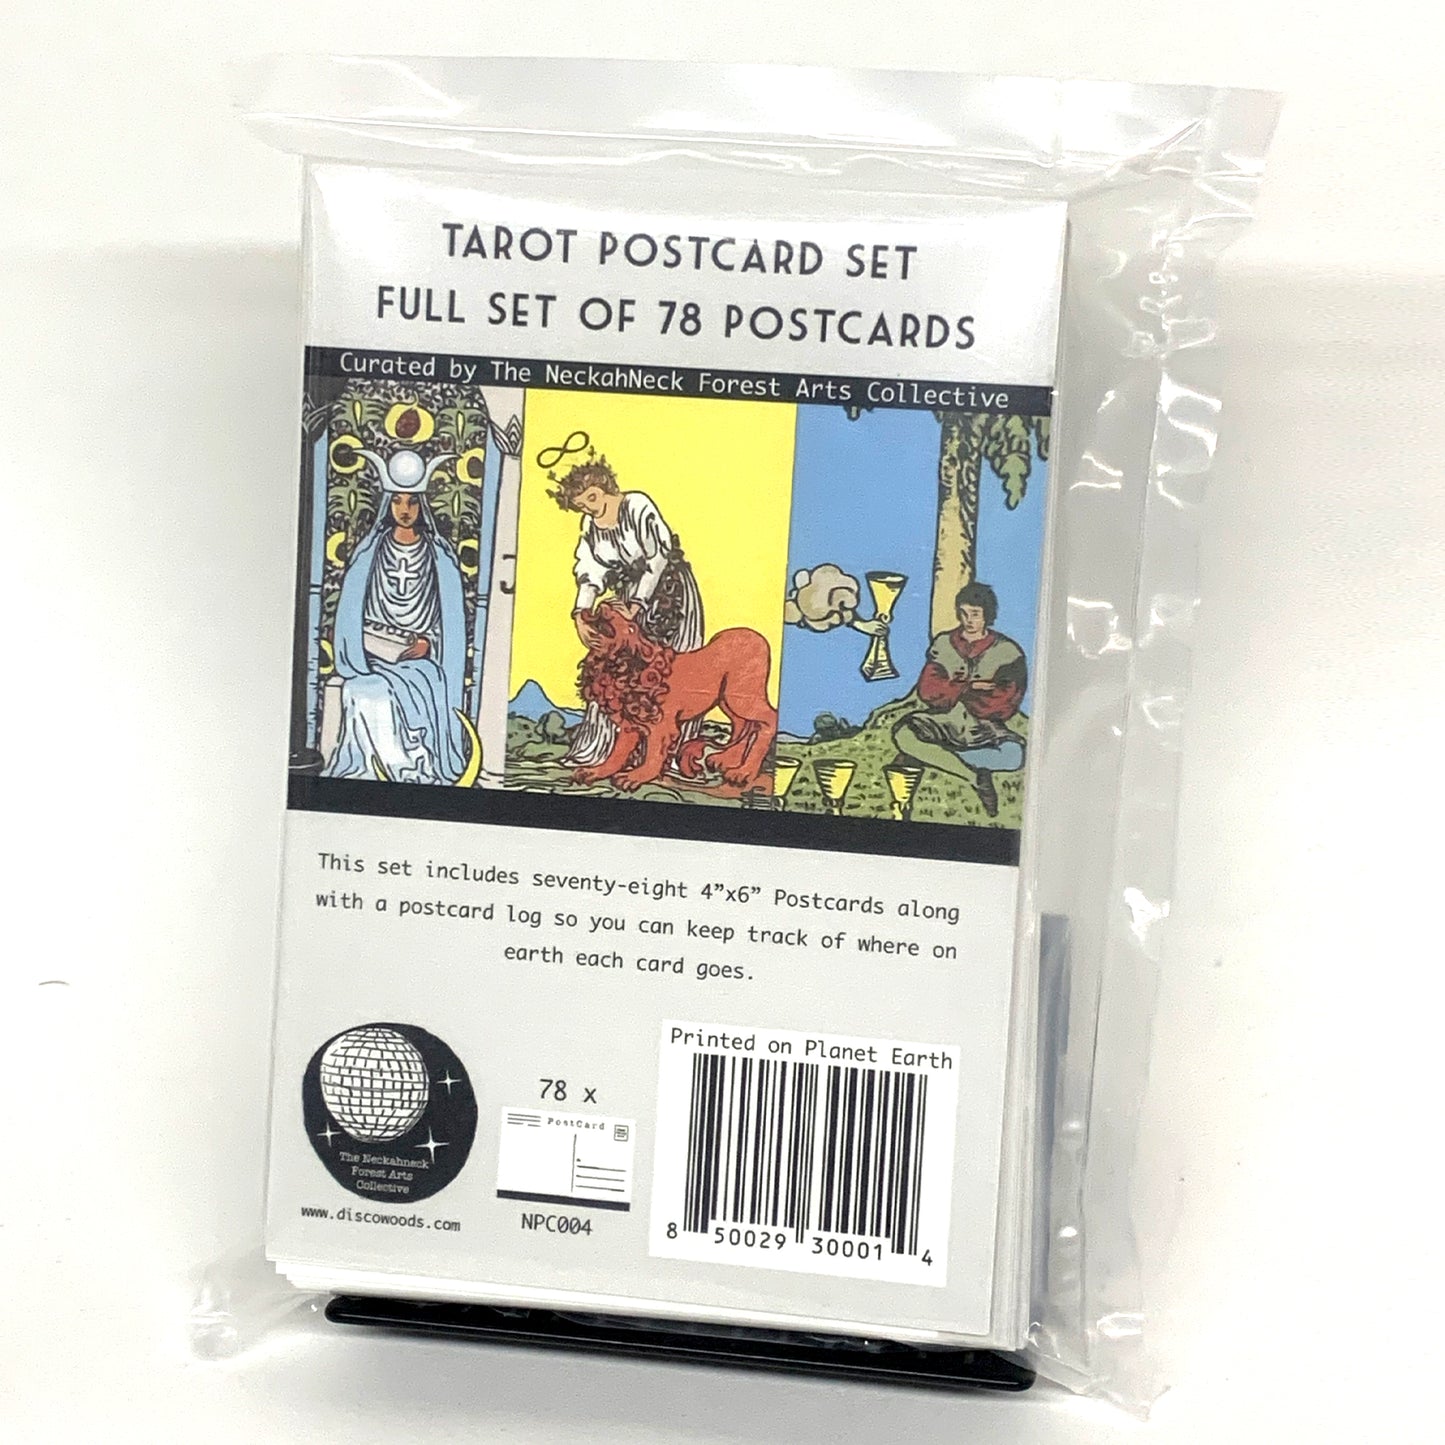 TAROT POSTCARD SET
FULL SET OF 78 POSTCARDS
Curated by The NeckahNeck Forest Arts Collective
This set includes seventy-eight 4”x6” Postcards along
with a postcard log so you can keep track of where on
earth each card goes.
The Neckahneck
Forest Arts
Collective
www.discowoods.com
78 x
PostCard
NPC004
Printed on Planet Earth
8 50029 30001 4